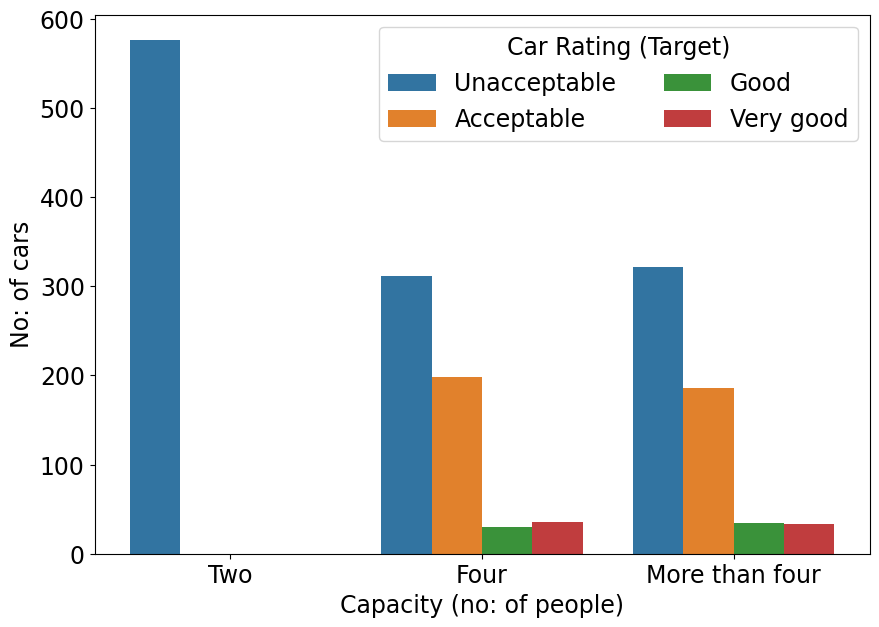 600
500
400
300
200
100
0
No: of cars
Car Rating (Target)
Unacceptable
Acceptable
Good
Very good
Two
Four
More than four
Capacity (no: of people)